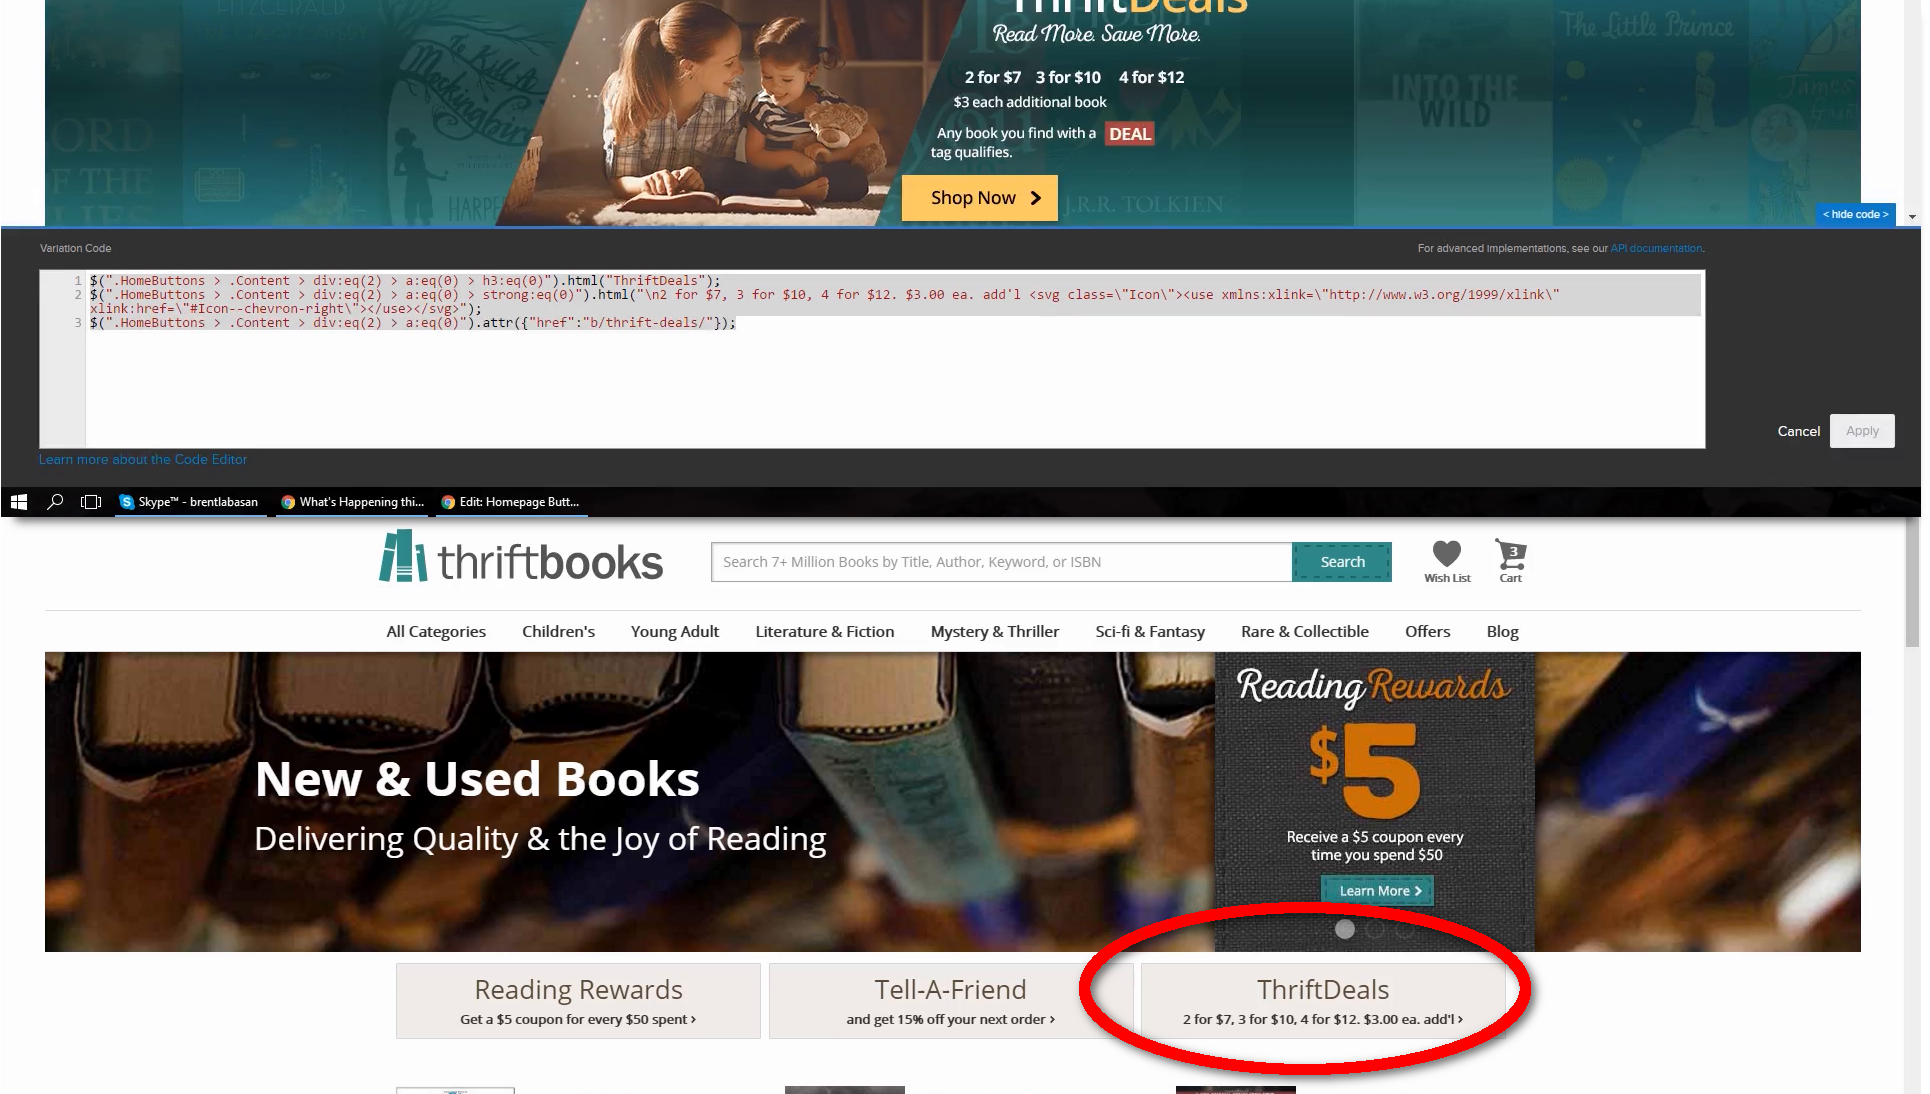 FITZGERALD
ThriftDeals
Read More. Save More.
The Little Prince
To Kill A
Mockingbird
2 for $7 3 for $10 4 for $12
INTO THE
WILD
James
$3 each additional book
ORD
F THE
LIES
Any book you find with a DEAL
tag qualifies.
HARPER
Shop Now
J.R.R. TOLKIEN
< hide code >
Variation Code
For advanced implementations, see our API documentation.
1 $(".HomeButtons > .Content > div:eq(2) > a:eq(0) > h3:eq(0)").html("ThriftDeals");
2 $(".HomeButtons > .Content > div:eq(2) > a:eq(0) > strong:eq(0)").html("\n2 for $7, 3 for $10, 4 for $12. $3.00 ea. add'l <svg class=\"Icon\"><use xmlns:xlink=\"http://www.w3.org/1999/xlink\"
xlink:href=\"#Icon--chevron-right\"></use></svg>");
3 $(".HomeButtons > .Content > div:eq(2) > a:eq(0)").attr({"href":"b/thrift-deals/"});
Cancel
Apply
Learn more about the Code Editor
Skype™ - brentlabasan
What's Happening thi...
Edit: Homepage Butt...
thriftbooks
Search 7+ Million Books by Title, Author, Keyword, or ISBN
Search
Wish List
3
Cart
All Categories Children's Young Adult Literature & Fiction Mystery & Thriller Sci-fi & Fantasy Rare & Collectible Offers Blog
Reading Rewards
$5
New & Used Books
Delivering Quality & the Joy of Reading
Receive a $5 coupon every
time you spend $50
Learn More >
Reading Rewards
Get a $5 coupon for every $50 spent >
Tell-A-Friend
and get 15% off your next order >
ThriftDeals
2 for $7, 3 for $10, 4 for $12. $3.00 ea. add'l >